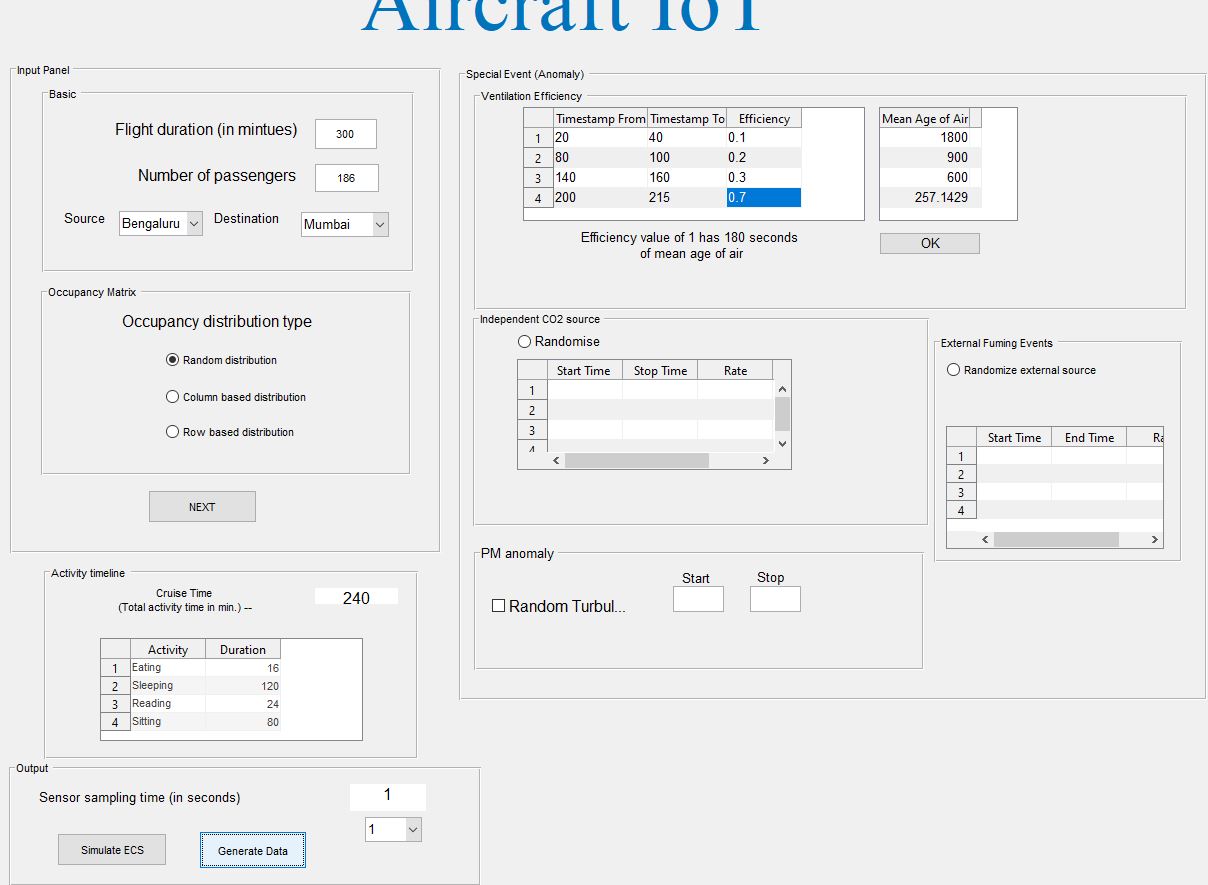 Aircraft IoT
Input Panel
Basic
Flight duration (in mintues) 300
Number of passengers 186
Source Bengaluru Destination Mumbai
Occupancy Matrix
Occupancy distribution type
Random distribution
Column based distribution
Row based distribution
NEXT
Activity timeline
Cruise Time
(Total activity time in min.) -- 240
Activity Duration
1 Eating 16
2 Sleeping 120
3 Reading 24
4 Sitting 80
Output
Sensor sampling time (in seconds) 1
1
Simulate ECS Generate Data
Special Event (Anomaly)
Ventilation Efficiency
Timestamp From Timestamp To Efficiency
1 20 40 0.1
2 80 100 0.2
3 140 160 0.3
4 200 215 0.7
Mean Age of Air
1800
900
600
257.1429
Efficiency value of 1 has 180 seconds
of mean age of air
OK
Independent CO2 source
Randomise
Start Time Stop Time Rate
1
2
3
4
External Fuming Events
Randomize external source
Start Time End Time Ra
1
2
3
4
PM anomaly
Start Stop
Random Turbul...